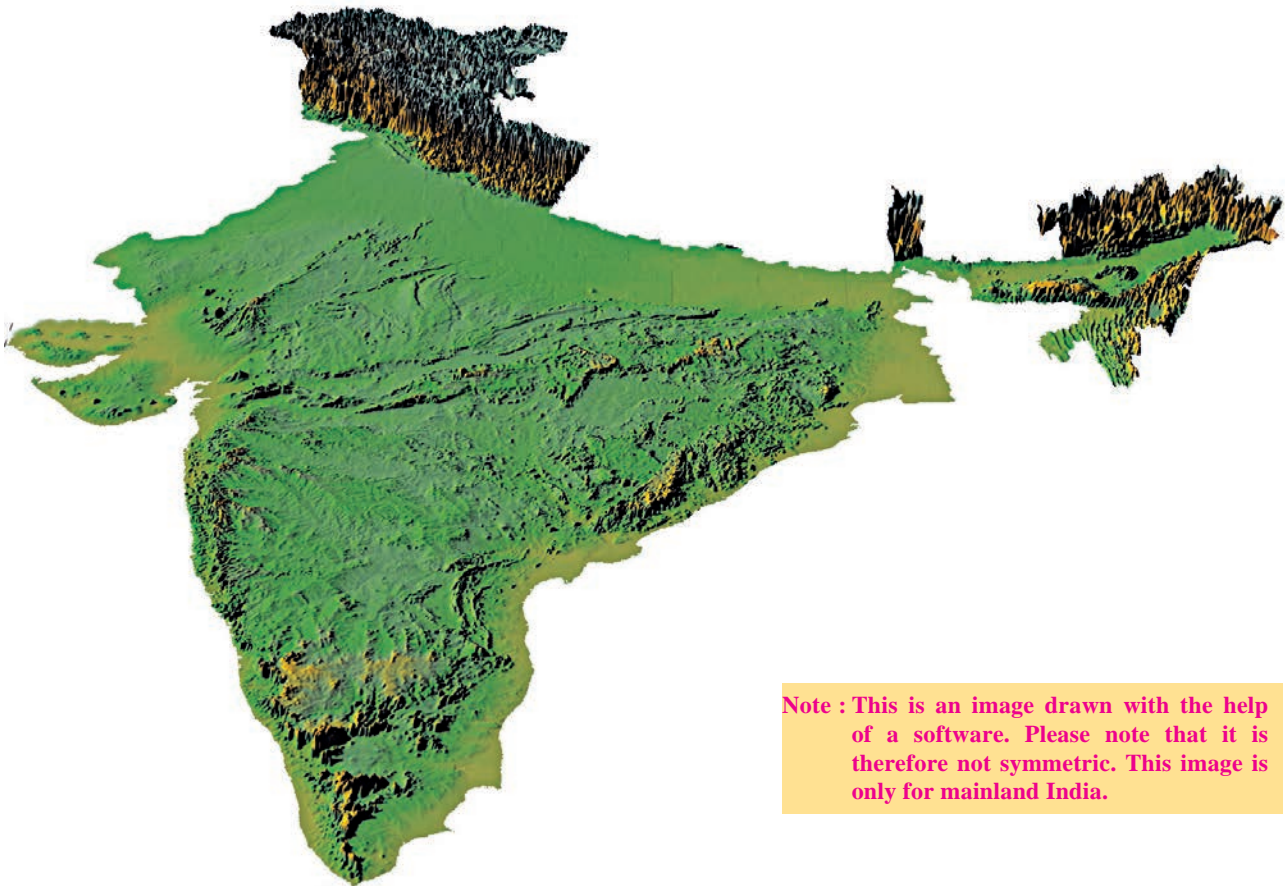 Note : This is an image drawn with the help
of a software. Please note that it is
therefore not symmetric. This image is
only for mainland India.